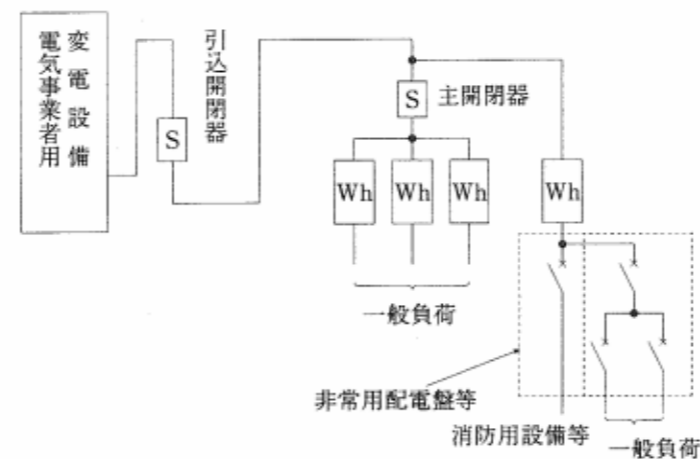 変電設備
電気事業者用
引込開閉器
S
S
主開閉器
Wh
Wh
Wh
Wh
一般負荷
非常用配電盤等
消防用設備等
一般負荷